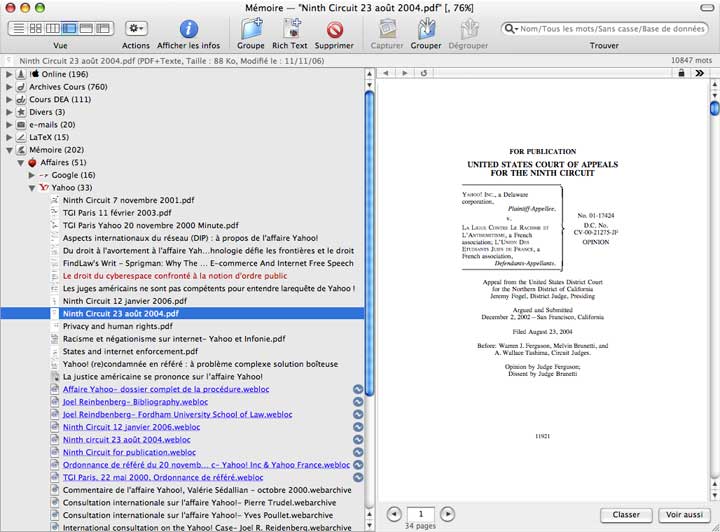 Mémoire — "Ninth Circuit 23 août 2004.pdf" [, 76%]
Vue
Actions
Afficher les infos
Groupe
Rich Text
Supprimer
Capturer
Grouper
Dégrouper
Nom/Tous les mots/Sans casse/Base de données
Trouver
Ninth Circuit 23 août 2004.pdf (PDF+Texte, Taille : 88 Ko, Modifié le : 11/11/06)
10847 mots
! Online (196)
Archives Cours (760)
Cours DEA (111)
Divers (3)
e-mails (20)
LaTeX (15)
Mémoire (202)
Affaires (51)
Google (16)
Yahoo (33)
Ninth Circuit 7 novembre 2001.pdf
TGI Paris 11 février 2003.pdf
TGI Paris Yahoo 20 novembre 2000 Minute.pdf
Aspects internationaux du réseau (DIP) : à propos de l'affaire Yahoo!
Du droit à l'avortement à l'affaire Yah...hnologie défie les frontières et le droit
FindLaw's Writ - Sprigman: Why The ... E-commerce And Internet Free Speech
Le droit du cyberespace confronté à la notion d'ordre public
Les juges américains ne sont pas compétents pour entendre larequête de Yahoo !
Ninth Circuit 12 janvier 2006.pdf
Ninth Circuit 23 août 2004.pdf
Privacy and human rights.pdf
Racisme et négationisme sur internet- Yahoo et Infonie.pdf
States and internet enforcement.pdf
Yahoo! (re)condamnée en référé : à problème complexe solution boîteuse
La justice américaine se prononce sur l'affaire Yahoo!
Affaire Yahoo- dossier complet de la procédure.webloc
Joel Reinbenberg- Bibliography.webloc
Joel Reindbenberg- Fordham University School of Law.webloc
Ninth Circuit 12 janvier 2006.webloc
Ninth circuit 23 août 2004.webloc
Ninth Circuit for publication.webloc
Ordonnance de référé du 20 novemb... c- Yahoo! Inc & Yahoo France.webloc
TGI Paris, 22 mai 2000, Ordonnance de référé.webloc
Commentaire de l'affaire Yahoo!, Valérie Sédallian - octobre 2000.webarchive
Consultation internationale sur l'affaire Yahoo!- Pierre Trudel.webarchive
Consultation internationale sur l'affaire Yahoo!- Yves Poullet.webarchive
International consultation on the Yahoo! Case- Joel R. Reidenberg.webarchive
FOR PUBLICATION
UNITED STATES COURT OF APPEALS
FOR THE NINTH CIRCUIT
YAHOO! INC., a Delaware
corporation,
Plaintiff-Appellee,
v.
LA LIGUE CONTRE LE RACISME ET
L'ANTISEMITISME, a French
association; L'UNION DES
ETUDIANTS JUIFS DE FRANCE, a
French association,
Defendants-Appellants.
No. 01-17424
D.C. No.
CV-00-21275-JF
OPINION
Appeal from the United States District Court
for the Northern District of California
Jeremy Fogel, District Judge, Presiding
Argued and Submitted
December 2, 2002—San Francisco, California
Filed August 23, 2004
Before: Warren J. Ferguson, Melvin Brunetti, and
A. Wallace Tashima, Circuit Judges.
Opinion by Judge Ferguson;
Dissent by Judge Brunetti
11921
1
34 pages
Classer
Voir aussi